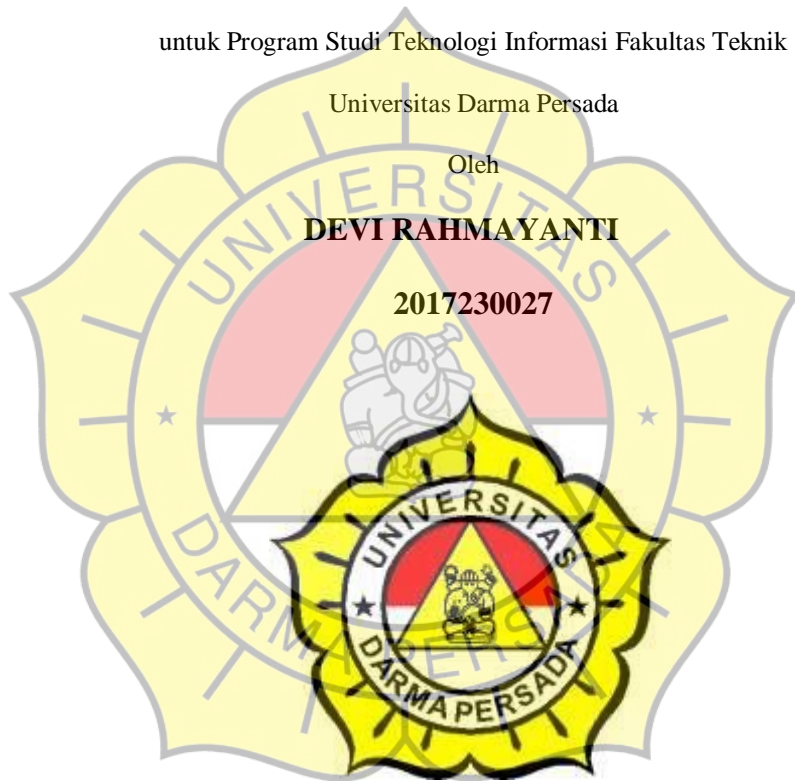 untuk Program Studi Teknologi Informasi Fakultas Teknik
Universitas Darma Persada
Oleh
DEVI RAHMAYANTI
2017230027
UNIVERSITAS
DARMA PERSADA
UNIVERSITAS
DARMA PERSADA